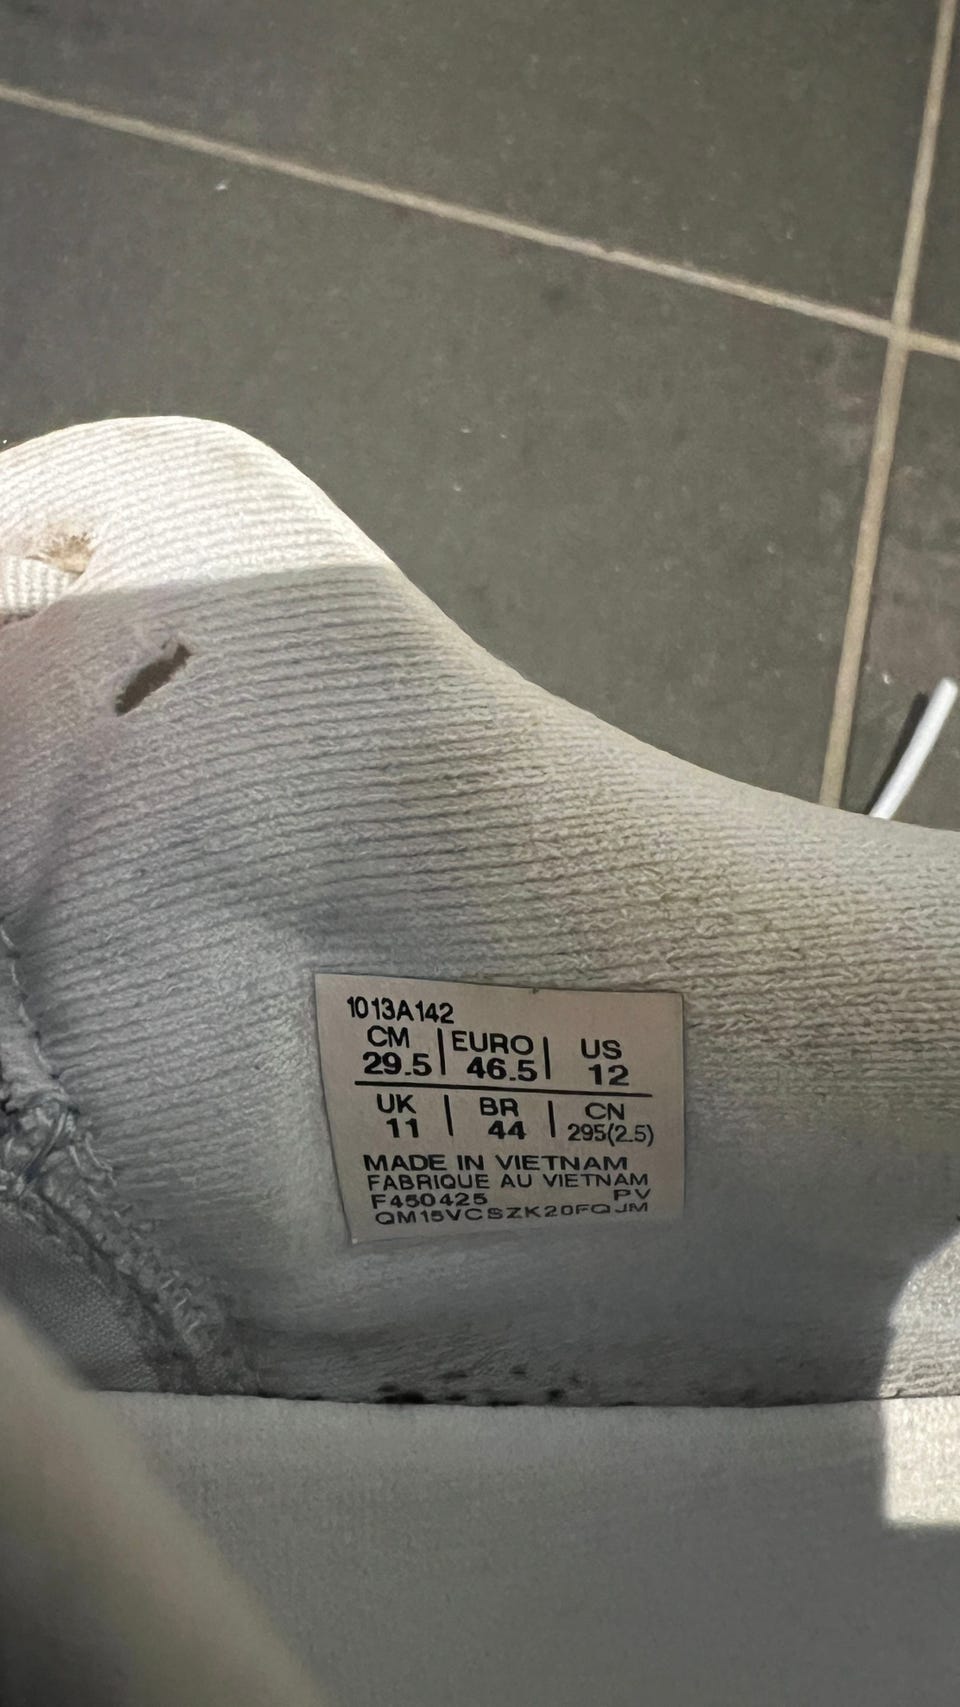 1013A142
CM | EURO | US
29.5 | 46.5 | 12
UK | BR | CN
11 | 44 | 295(2.5)
MADE IN VIETNAM
FABRIQUE AU VIETNAM
F450425 PV
QM15VCSZK20FQJM